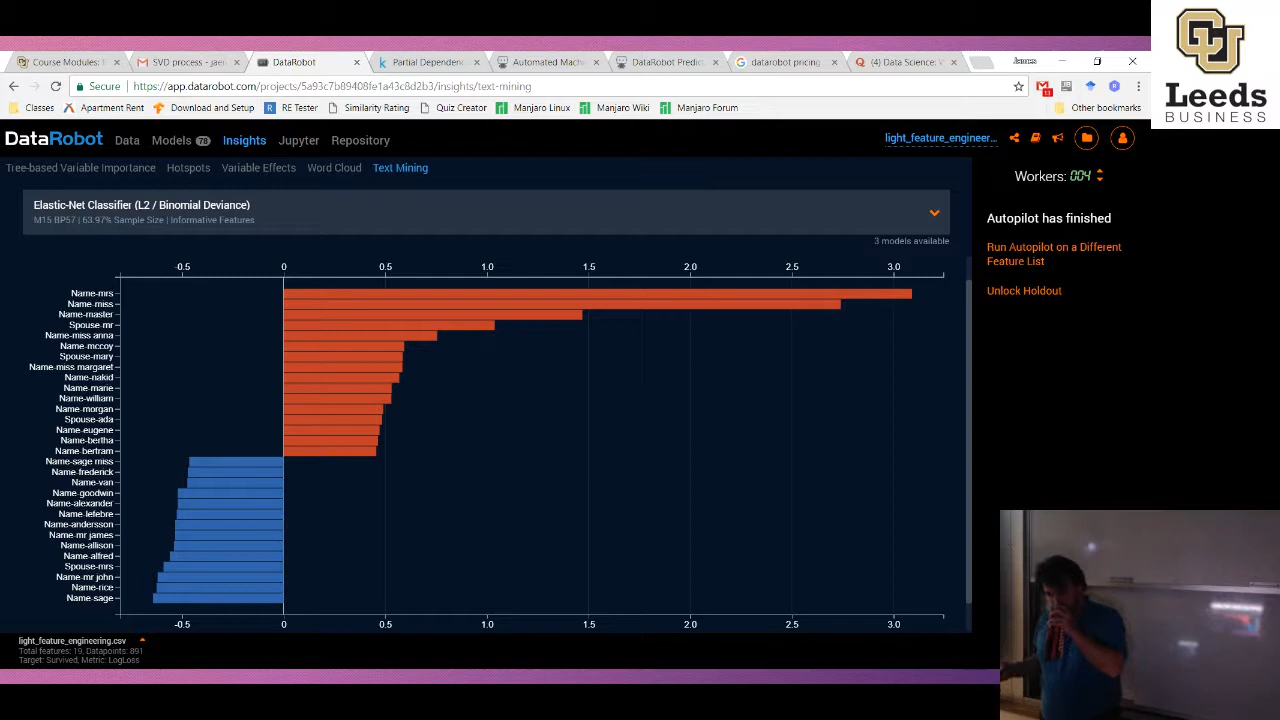 Course Modules:
SVD process - jae
DataRobot
Partial Dependenc
Automated Mach
DataRobot Predic
datarobot pricing
(4) Data Science:
Secure
https://app.datarobot.com/projects/5a93c7bf9408fe1a43c8d2b3/insights/text-mining
11
Classes
Apartment Rent
Download and Setup
RE Tester
Similarity Rating
Quiz Creator
Manjaro Linux
Manjaro Wiki
Manjaro Forum
Other bookmarks
CU
Leeds
BUSINESS
DataRobot Data Models 78 Insights Jupyter Repository
light_feature_engineer...
Tree-based Variable Importance Hotspots Variable Effects Word Cloud Text Mining
Workers: 004
Elastic-Net Classifier (L2 / Binomial Deviance)
M15 BP57 | 63.97% Sample Size | Informative Features
3 models available
Autopilot has finished
Run Autopilot on a Different
Feature List
Unlock Holdout
-0.5 0 0.5 1.0 1.5 2.0 2.5 3.0
Name-mrs
Name-miss
Name-master
Spouse-mr
Name-miss anna
Name-mccoy
Spouse-mary
Name-miss margaret
Name-nakid
Name-marie
Name-william
Name-morgan
Spouse-ada
Name-eugene
Name-bertha
Name-bertram
Name-sage miss
Name-frederick
Name-van
Name-goodwin
Name-alexander
Name-lefebre
Name-andersson
Name-mr james
Name-allison
Name-alfred
Spouse-mrs
Name-mr john
Name-rice
Name-sage
-0.5 0 0.5 1.0 1.5 2.0 2.5 3.0
light_feature_engineering.csv
Total features: 19, Datapoints: 891
Target: Survived, Metric: LogLoss